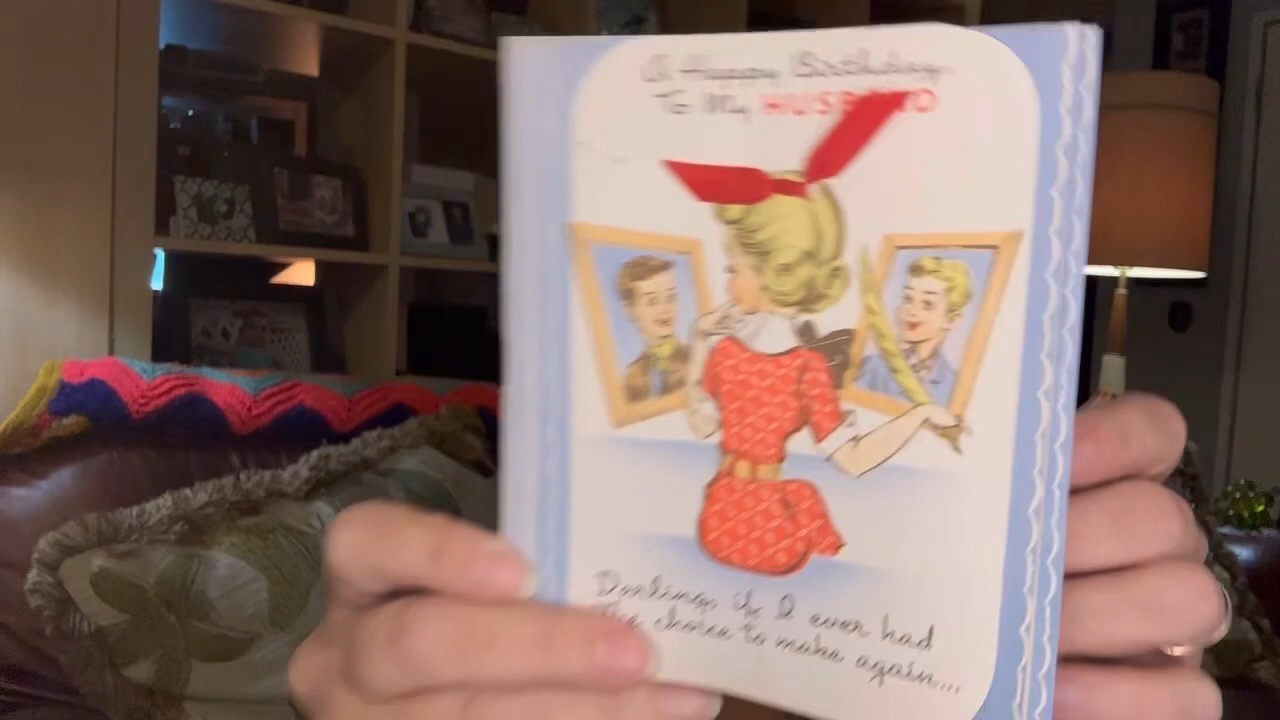 A Happy Birthday
To My HUSBAND
Darling, if I ever had
the choice to make again...